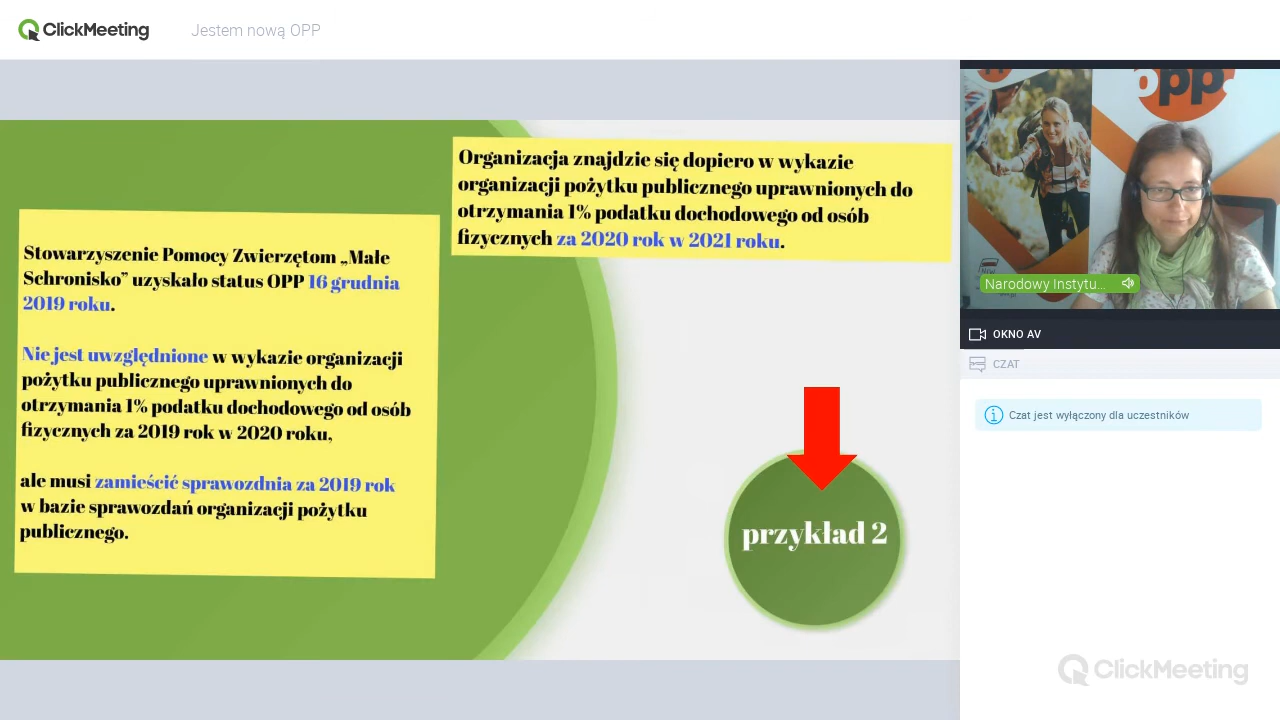 ClickMeeting
Jestem nową OPP
Organizacja znajdzie się dopiero w wykazie
organizacji pożytku publicznego uprawnionych do
otrzymania 1% podatku dochodowego od osób
fizycznych za 2020 rok w 2021 roku.
Stowarzyszenie Pomocy Zwierzętom „Małe
Schronisko” uzyskało status OPP 16 grudnia
2019 roku.
Nie jest uwzględnione w wykazie organizacji
pożytku publicznego uprawnionych do
otrzymania 1% podatku dochodowego od osób
fizycznych za 2019 rok w 2020 roku,
ale musi zamieścić sprawozdnia za 2019 rok
w bazie sprawozdań organizacji pożytku
publicznego.
przykład 2
opp
Narodowy Instytu...
OKNO AV
CZAT
Czat jest wyłączony dla uczestników
ClickMeeting